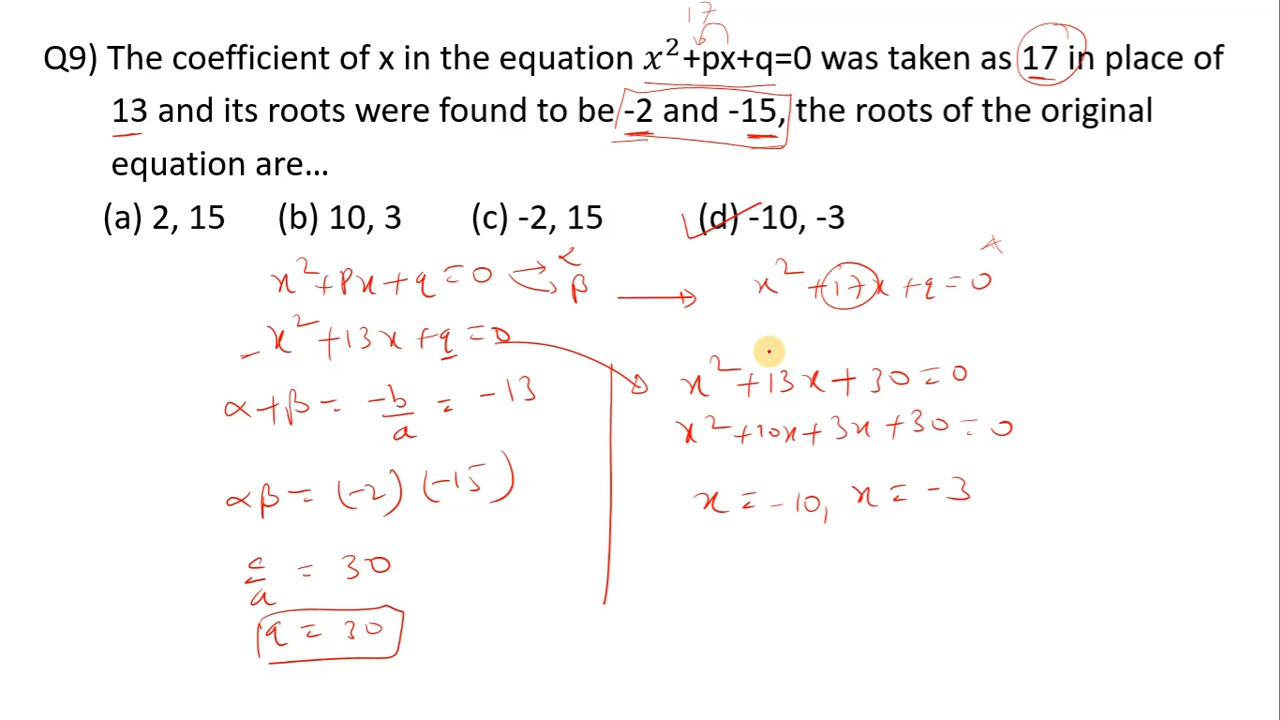 17
Q9) The coefficient of x in the equation x²+px+q=0 was taken as 17 in place of
13 and its roots were found to be -2 and -15, the roots of the original
equation are...
(a) 2, 15 (b) 10, 3 (c) -2, 15 (d) -10, -3
x²+px+q=0 α β
x²+17x+q=0
-x²+13x+q=0
α+β = -b/a = -13
αβ = (-2) (-15)
c/a = 30
q = 30
x²+13x+30=0
x²+10x+3x+30=0
x = -10, x = -3